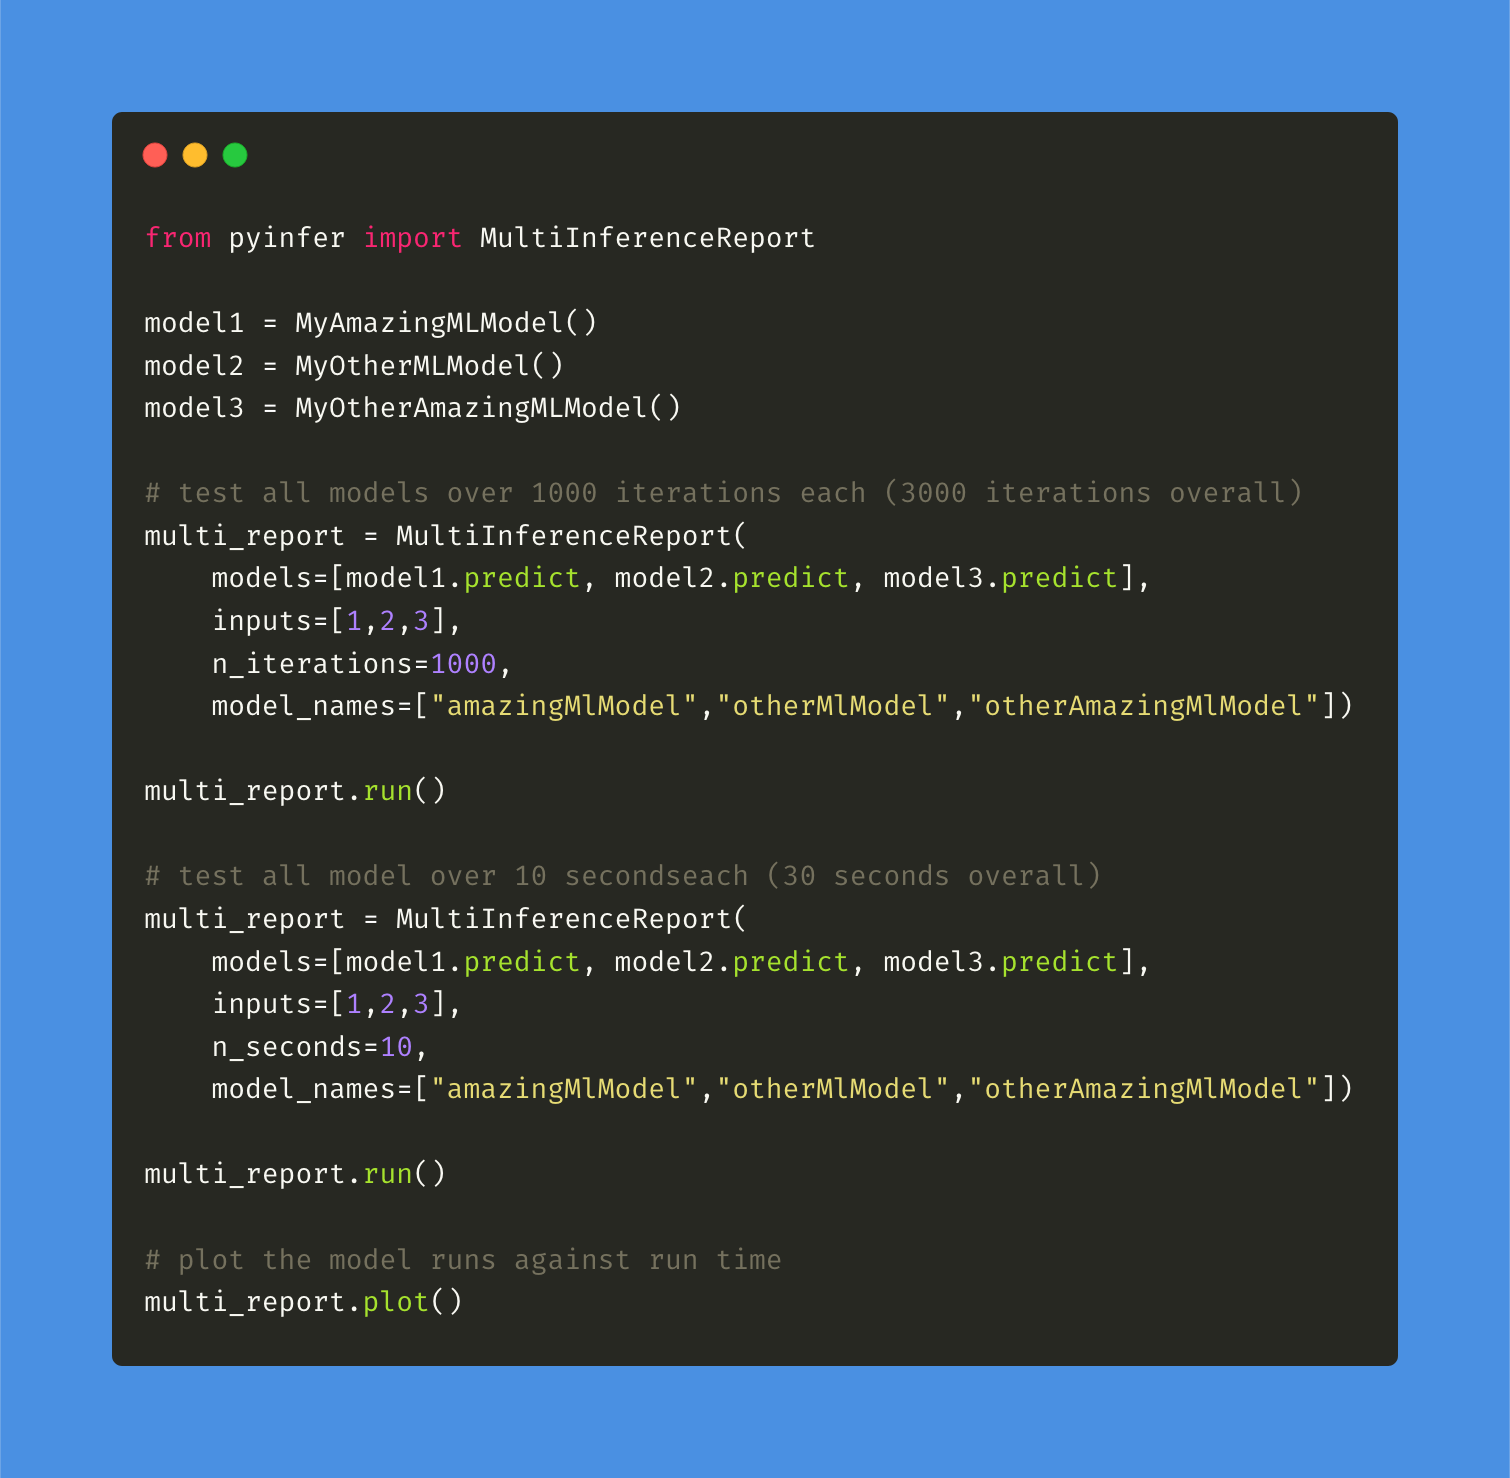 from pyinfer import MultiInferenceReport
model1 = MyAmazingMLModel()
model2 = MyOtherMLModel()
model3 = MyOtherAmazingMLModel()
# test all models over 1000 iterations each (3000 iterations overall)
multi_report = MultiInferenceReport(
    models=[model1.predict, model2.predict, model3.predict],
    inputs=[1,2,3],
    n_iterations=1000,
    model_names=["amazingMlModel","otherMlModel","otherAmazingMlModel"])
multi_report.run()
# test all model over 10 secondseach (30 seconds overall)
multi_report = MultiInferenceReport(
    models=[model1.predict, model2.predict, model3.predict],
    inputs=[1,2,3],
    n_seconds=10,
    model_names=["amazingMlModel","otherMlModel","otherAmazingMlModel"])
multi_report.run()
# plot the model runs against run time
multi_report.plot()